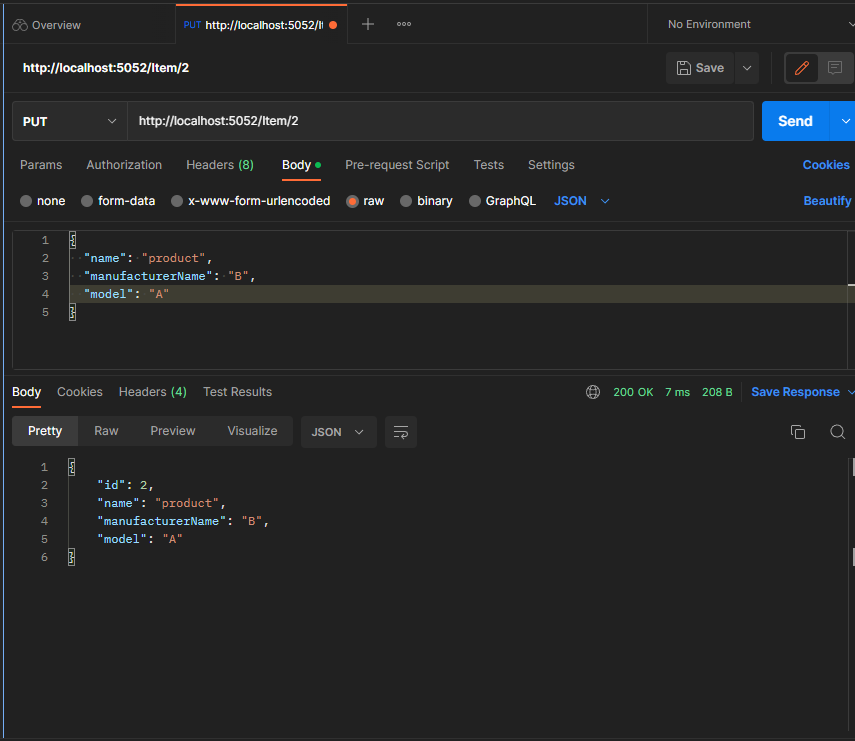 Overview
PUT http://localhost:5052/It
No Environment
http://localhost:5052/Item/2
Save
PUT http://localhost:5052/Item/2 Send
Params Authorization Headers (8) Body Pre-request Script Tests Settings Cookies
none form-data x-www-form-urlencoded raw binary GraphQL JSON Beautify
1 {
2 "name": "product",
3 "manufacturerName": "B",
4 "model": "A"
5 }
Body Cookies Headers (4) Test Results 200 OK 7 ms 208 B Save Response
Pretty Raw Preview Visualize JSON
1 {
2 "id": 2,
3 "name": "product",
4 "manufacturerName": "B",
5 "model": "A"
6 }